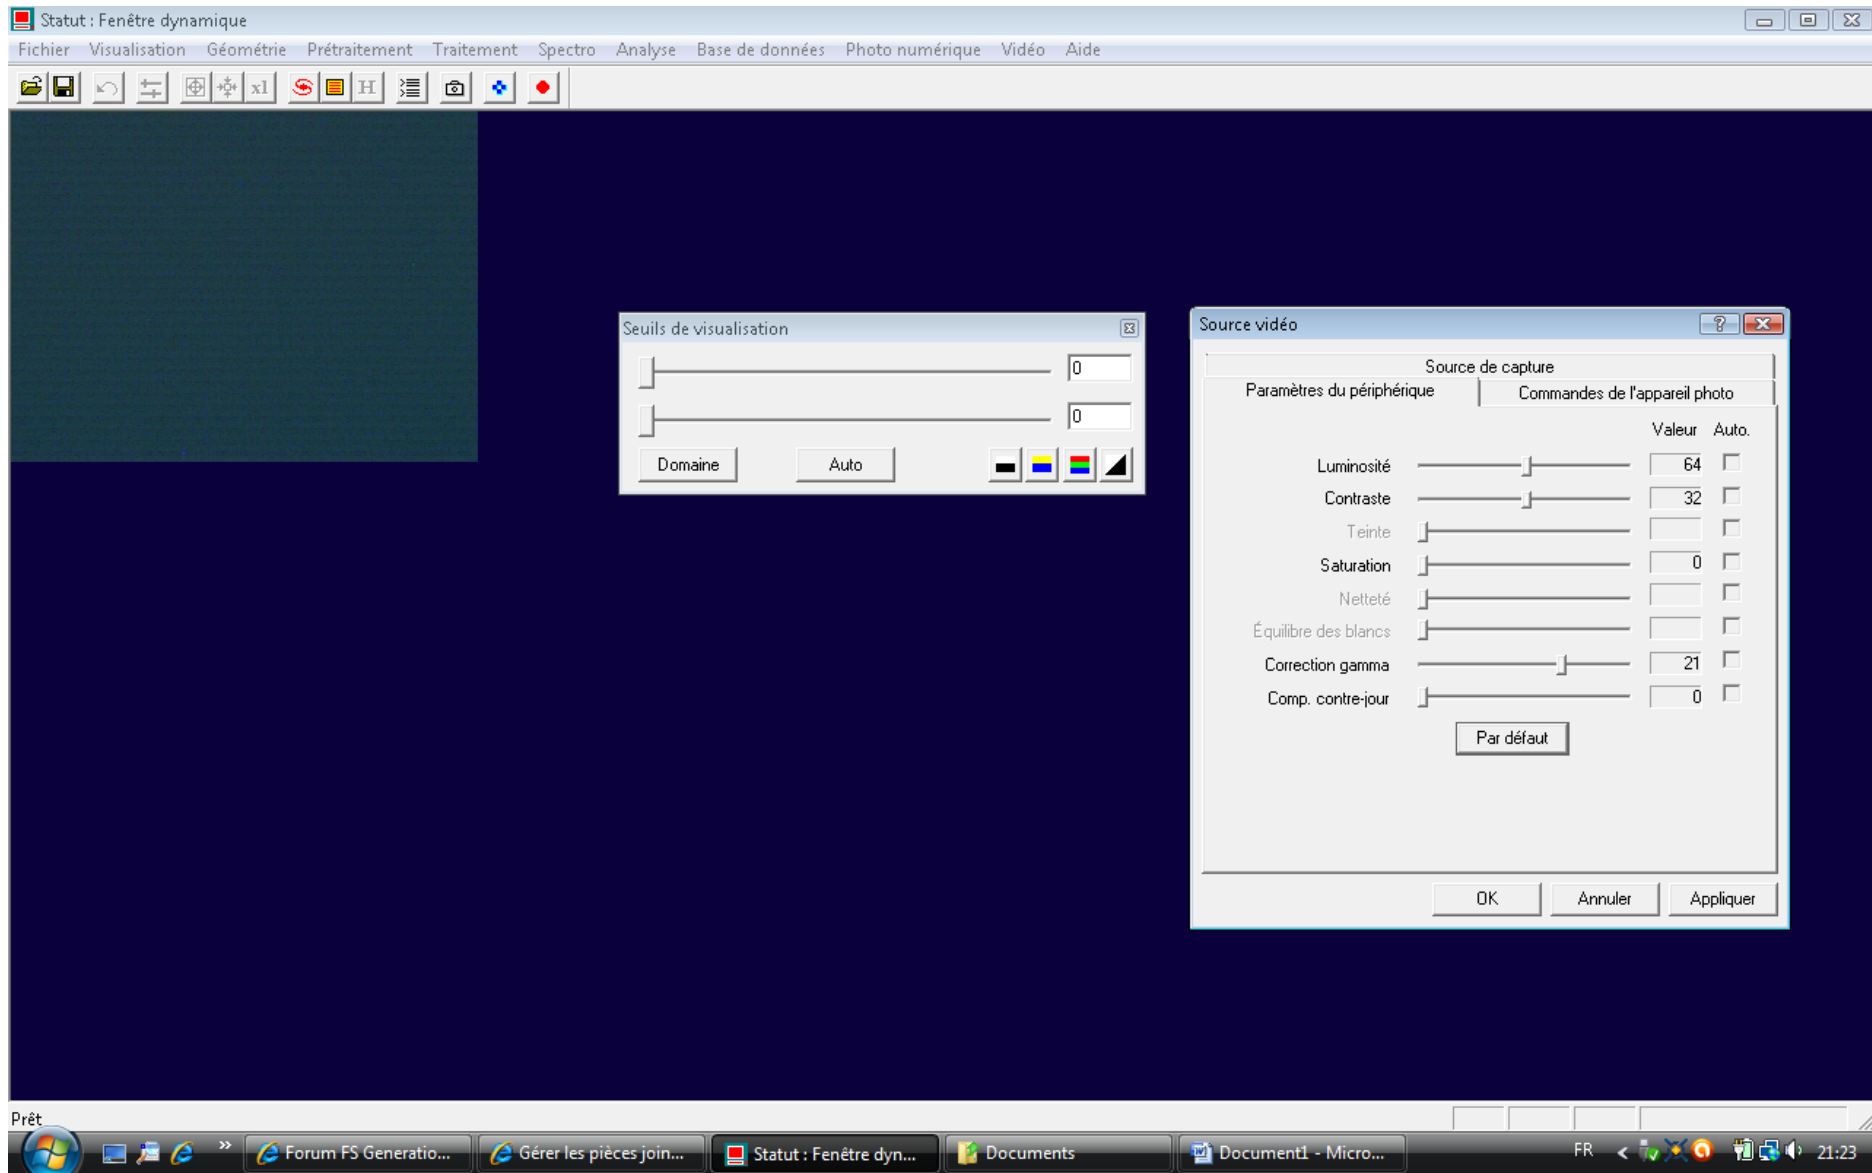 Statut : Fenêtre dynamique
Fichier Visualisation Géométrie Prétraitement Traitement Spectro Analyse Base de données Photo numérique Vidéo Aide
x1 H
Seuils de visualisation
0
0
Domaine Auto
Source vidéo
Source de capture
Paramètres du périphérique Commandes de l'appareil photo
Valeur Auto.
Luminosité 64
Contraste 32
Teinte
Saturation 0
Netteté
Équilibre des blancs
Correction gamma 21
Comp. contre-jour 0
Par défaut
OK Annuler Appliquer
Prêt
Forum FS Generatio... Gérer les pièces join... Statut : Fenêtre dyn... Documents Document1 - Micro... FR 21:23